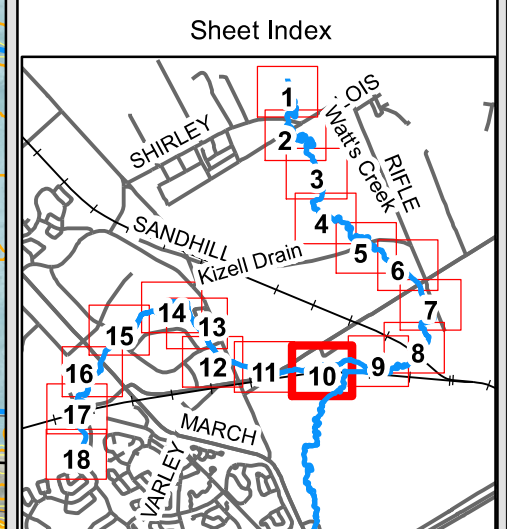 Sheet Index
1
OIS
SHIRLEY
2
Watt's Creek
RIFLE
3
4
SANDHILL
Kizell Drain
5
6
7
14
13
15
8
12
11
10
9
16
17
MARCH
18
VARLEY